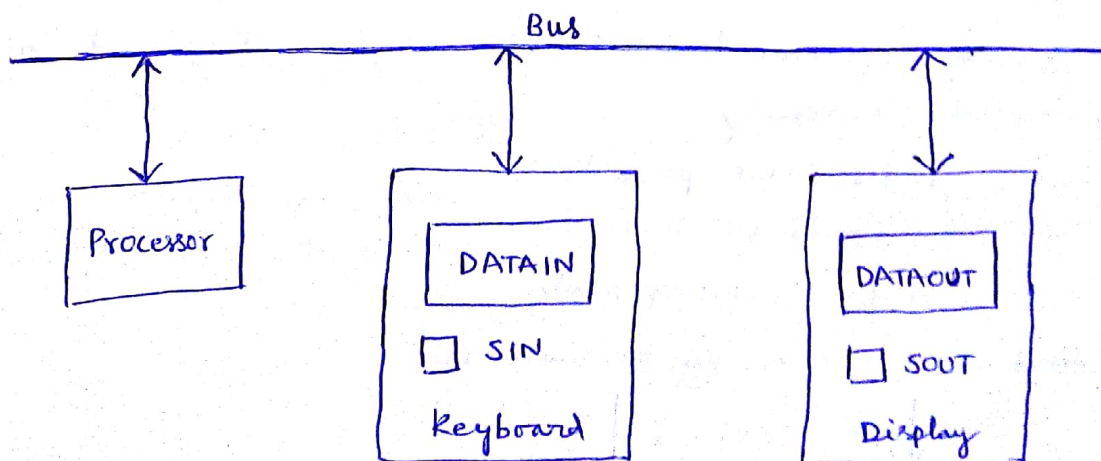 Bus
Processor
DATAIN
SIN
Keyboard
DATAOUT
SOUT
Display